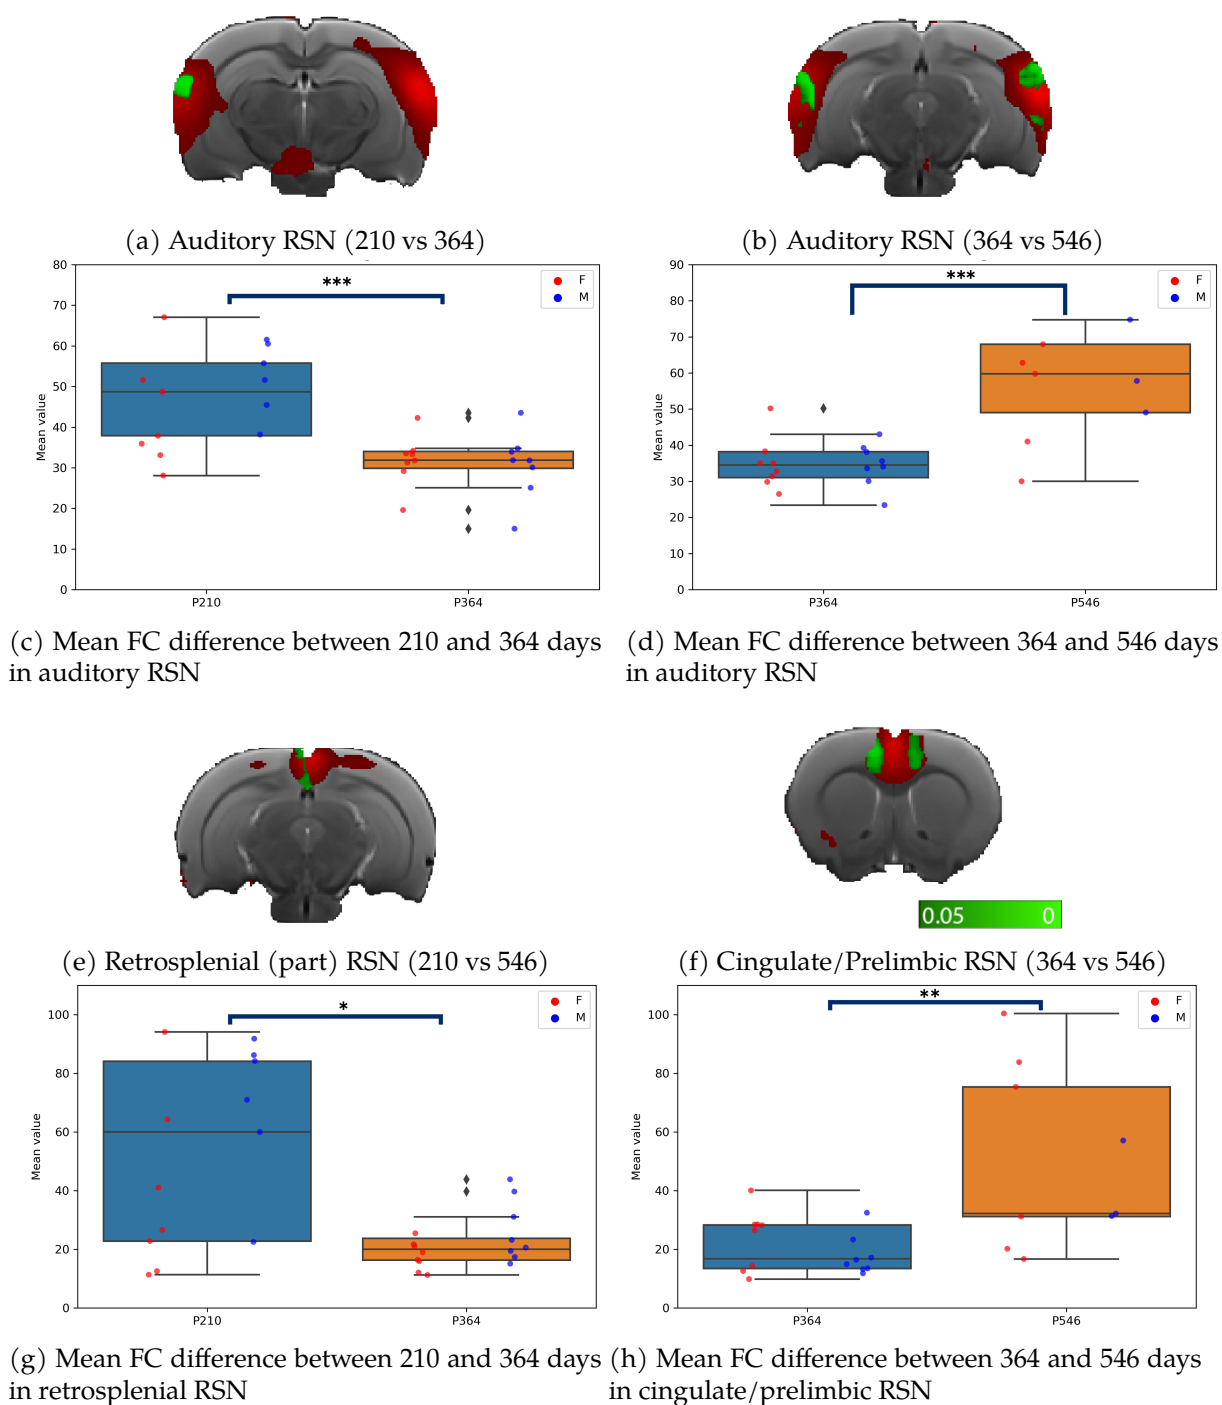 (a) Auditory RSN (210 vs 364)
(b) Auditory RSN (364 vs 546)
80
70
60
50
40
30
20
10
0
Mean value
***
F
M
P210
P364
90
80
70
60
50
40
30
20
10
0
Mean value
***
F
M
P364
P546
(c) Mean FC difference between 210 and 364 days
in auditory RSN
(d) Mean FC difference between 364 and 546 days
in auditory RSN
0.05 0
(e) Retrosplenial (part) RSN (210 vs 546)
(f) Cingulate/Prelimbic RSN (364 vs 546)
100
80
60
40
20
0
Mean value
*
F
M
P210
P364
100
80
60
40
20
0
Mean value
**
F
M
P364
P546
(g) Mean FC difference between 210 and 364 days
in retrosplenial RSN
(h) Mean FC difference between 364 and 546 days
in cingulate/prelimbic RSN